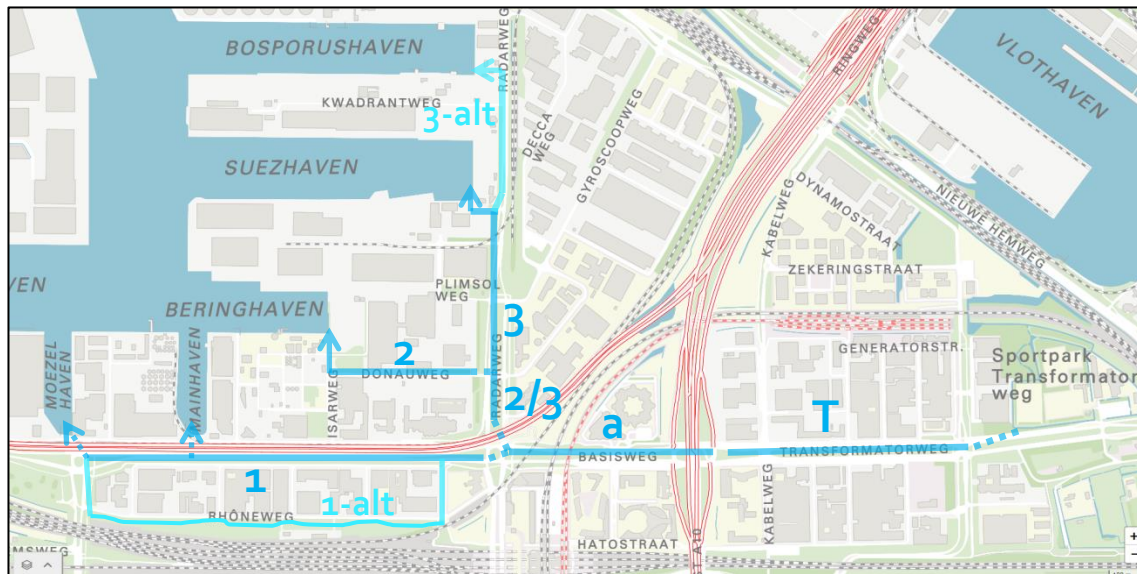 BOSPORUSHAVEN
RADARWEG
RINGWEG
VLOTHAVEN
KWADRANTWEG
3-alt
DECCA
WEG
GYROSCOOPWEG
SUEZHAVEN
KABELWEG
DYNAMOSTRAAT
NIEUWE HEMWEG
ZEKERINGSTRAAT
VEN
PLIMSOL
WEG
BERINGHAVEN
3
GENERATORSTR.
2
DONAUWEG
RADARWEG
2/3
Sportpark
Transformator
weg
MOEZEL
HAVEN
MAINHAVEN
ISARWEG
a
T
BASISWEG
TRANSFORMATORWEG
1
1-alt
RHÔNEWEG
KABELWEG
HATOSTRAAT
A10
MSWEG
+
−